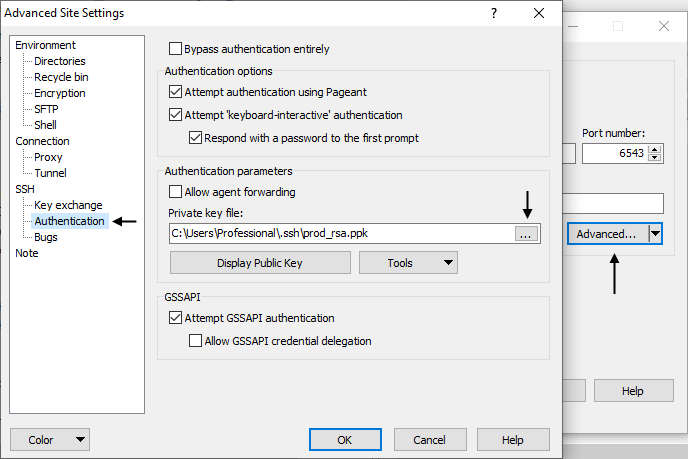 Advanced Site Settings
Environment
Directories
Recycle bin
Encryption
SFTP
Shell
Connection
Proxy
Tunnel
SSH
Key exchange
Authentication
Bugs
Note
Bypass authentication entirely
Authentication options
Attempt authentication using Pageant
Attempt 'keyboard-interactive' authentication
Respond with a password to the first prompt
Authentication parameters
Allow agent forwarding
Private key file:
C:\Users\Professional\.ssh\prod_rsa.ppk
...
Display Public Key
Tools
GSSAPI
Attempt GSSAPI authentication
Allow GSSAPI credential delegation
Color
OK
Cancel
Help
Port number:
6543
Advanced...
Help